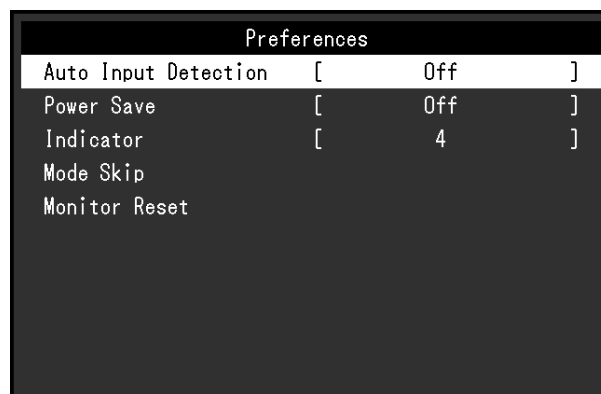 Preferences
Auto Input Detection [ Off ]
Power Save [ Off ]
Indicator [ 4 ]
Mode Skip
Monitor Reset